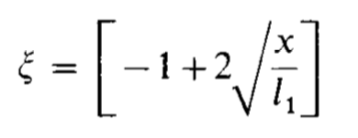 ξ = [ −1 + 2 √(x/l₁) ]